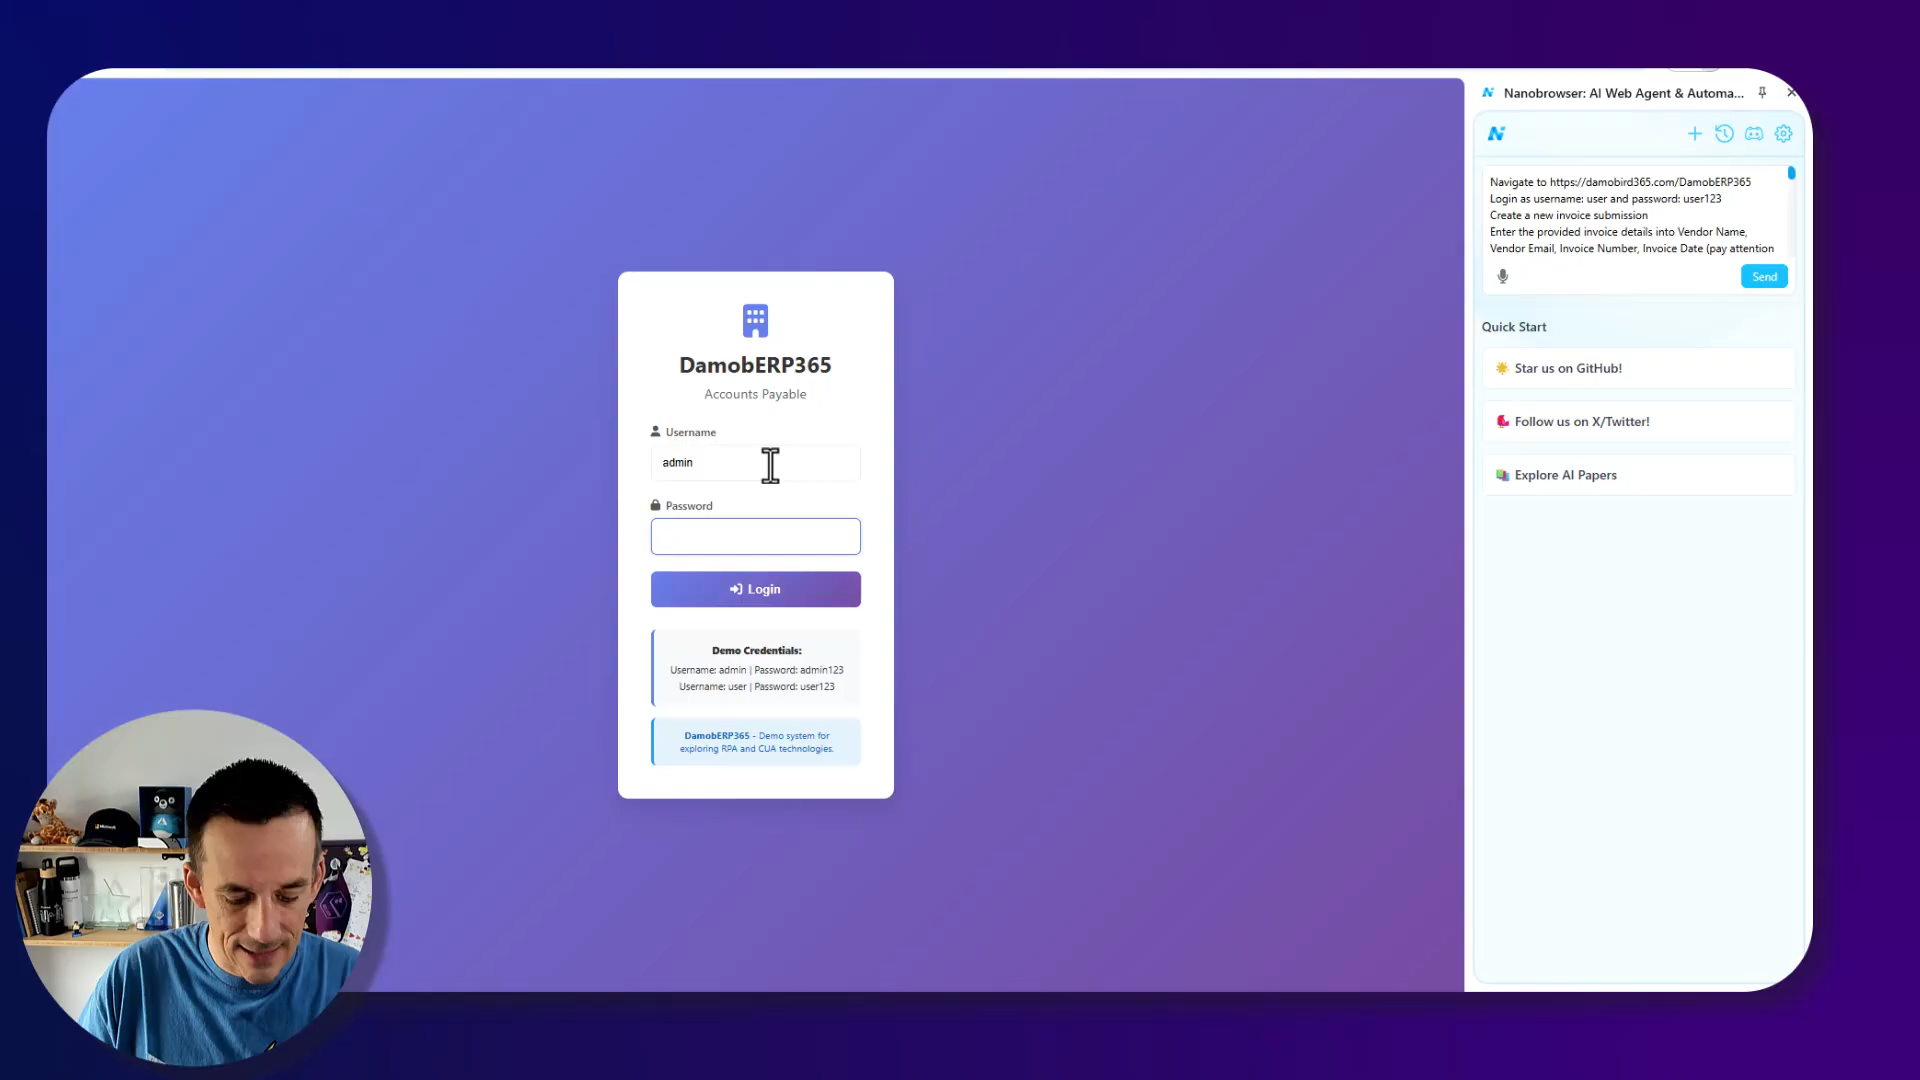 DamobERP365
Accounts Payable
Username
admin
Password
Login
Demo Credentials:
Username: admin | Password: admin123
Username: user | Password: user123
DamobERP365 - Demo system for
exploring RPA and CUA technologies.
Nanobrowser: AI Web Agent & Automa...
Navigate to https://damobird365.com/DamobERP365
Login as username: user and password: user123
Create a new invoice submission
Enter the provided invoice details into Vendor Name,
Vendor Email, Invoice Number, Invoice Date (pay attention
Send
Quick Start
Star us on GitHub!
Follow us on X/Twitter!
Explore AI Papers